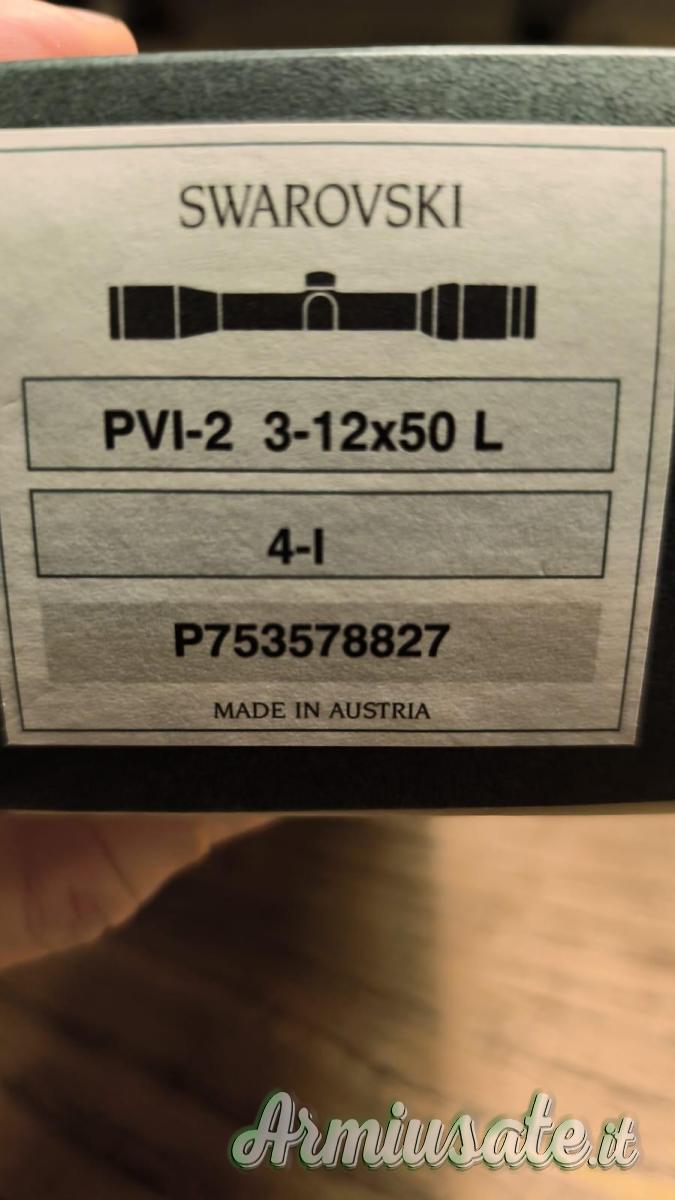 SWAROVSKI
PVI-2 3-12x50 L
4-I
P753578827
MADE IN AUSTRIA
Armiusate.it